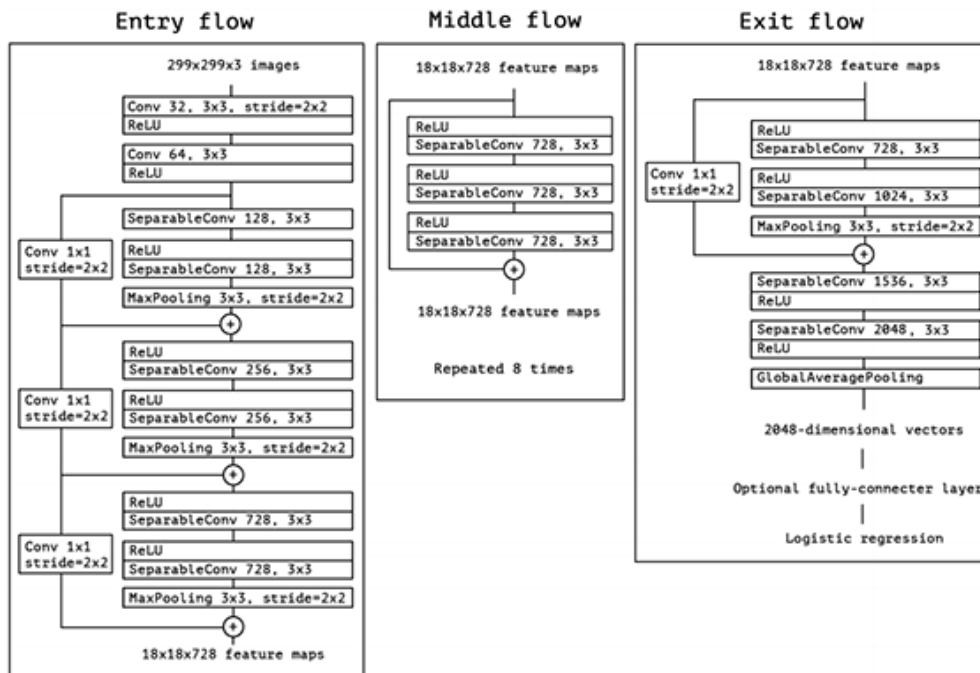 Entry flow
299x299x3 images
Conv 32, 3x3, stride=2x2
ReLU
Conv 64, 3x3
ReLU
SeparableConv 128, 3x3
Conv 1x1
stride=2x2
ReLU
SeparableConv 128, 3x3
MaxPooling 3x3, stride=2x2
+
ReLU
SeparableConv 256, 3x3
Conv 1x1
stride=2x2
ReLU
SeparableConv 256, 3x3
MaxPooling 3x3, stride=2x2
+
ReLU
SeparableConv 728, 3x3
Conv 1x1
stride=2x2
ReLU
SeparableConv 728, 3x3
MaxPooling 3x3, stride=2x2
+
18x18x728 feature maps
Middle flow
18x18x728 feature maps
ReLU
SeparableConv 728, 3x3
ReLU
SeparableConv 728, 3x3
ReLU
SeparableConv 728, 3x3
+
18x18x728 feature maps
Repeated 8 times
Exit flow
18x18x728 feature maps
ReLU
SeparableConv 728, 3x3
Conv 1x1
stride=2x2
ReLU
SeparableConv 1024, 3x3
MaxPooling 3x3, stride=2x2
+
SeparableConv 1536, 3x3
ReLU
SeparableConv 2048, 3x3
ReLU
GlobalAveragePooling
2048-dimensional vectors
Optional fully-connecter layer
Logistic regression